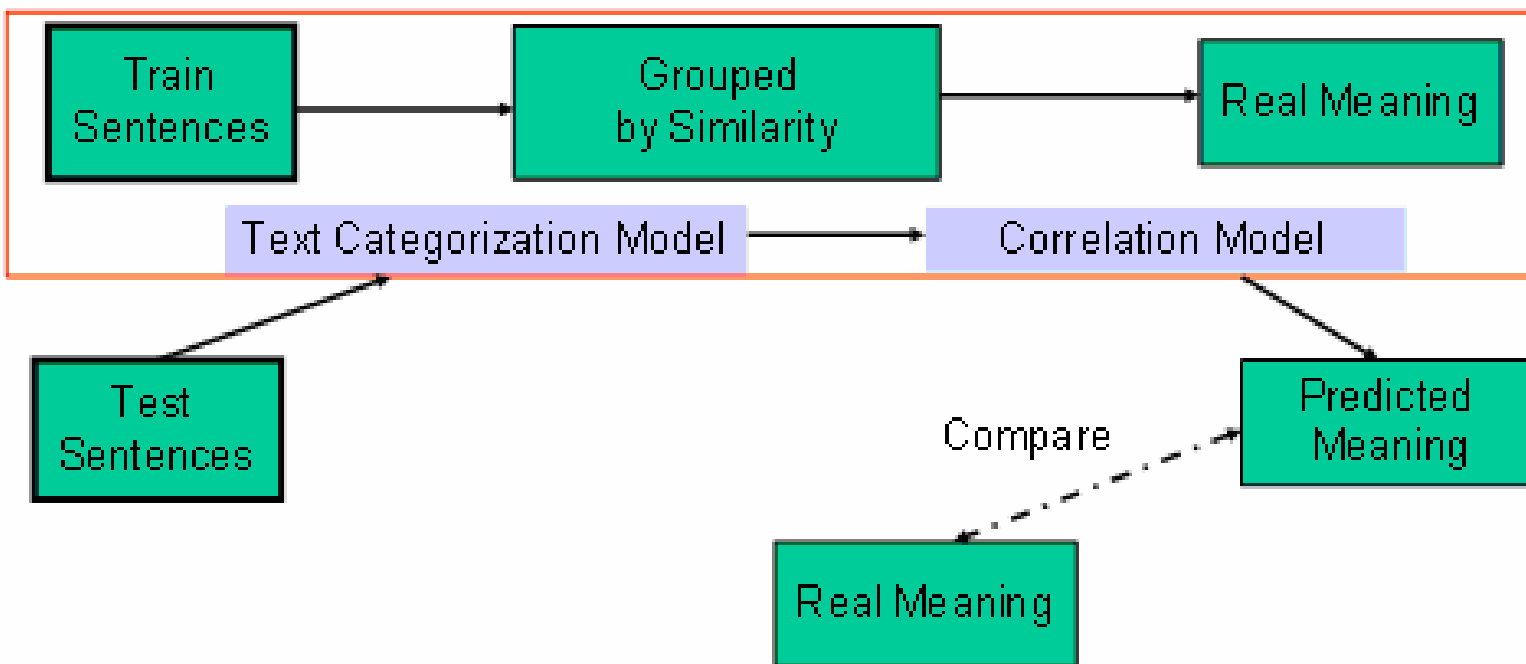 Train
Sentences
Grouped
by Similarity
Real Meaning
Text Categorization Model
Correlation Model
Test
Sentences
Compare
Predicted
Meaning
Real Meaning